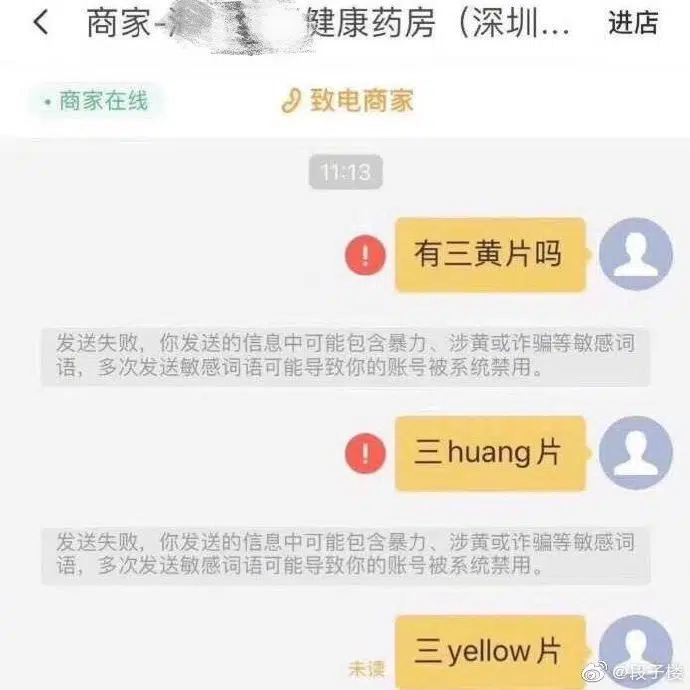 商家-健康药房（深圳...
进店
商家在线
致电商家
11:13
有三黄片吗
发送失败，你发送的信息中可能包含暴力、涉黄或诈骗等敏感词
语，多次发送敏感词语可能导致你的账号被系统禁用。
三huang片
发送失败，你发送的信息中可能包含暴力、涉黄或诈骗等敏感词
语，多次发送敏感词语可能导致你的账号被系统禁用。
三yellow片
未读
@段子楼